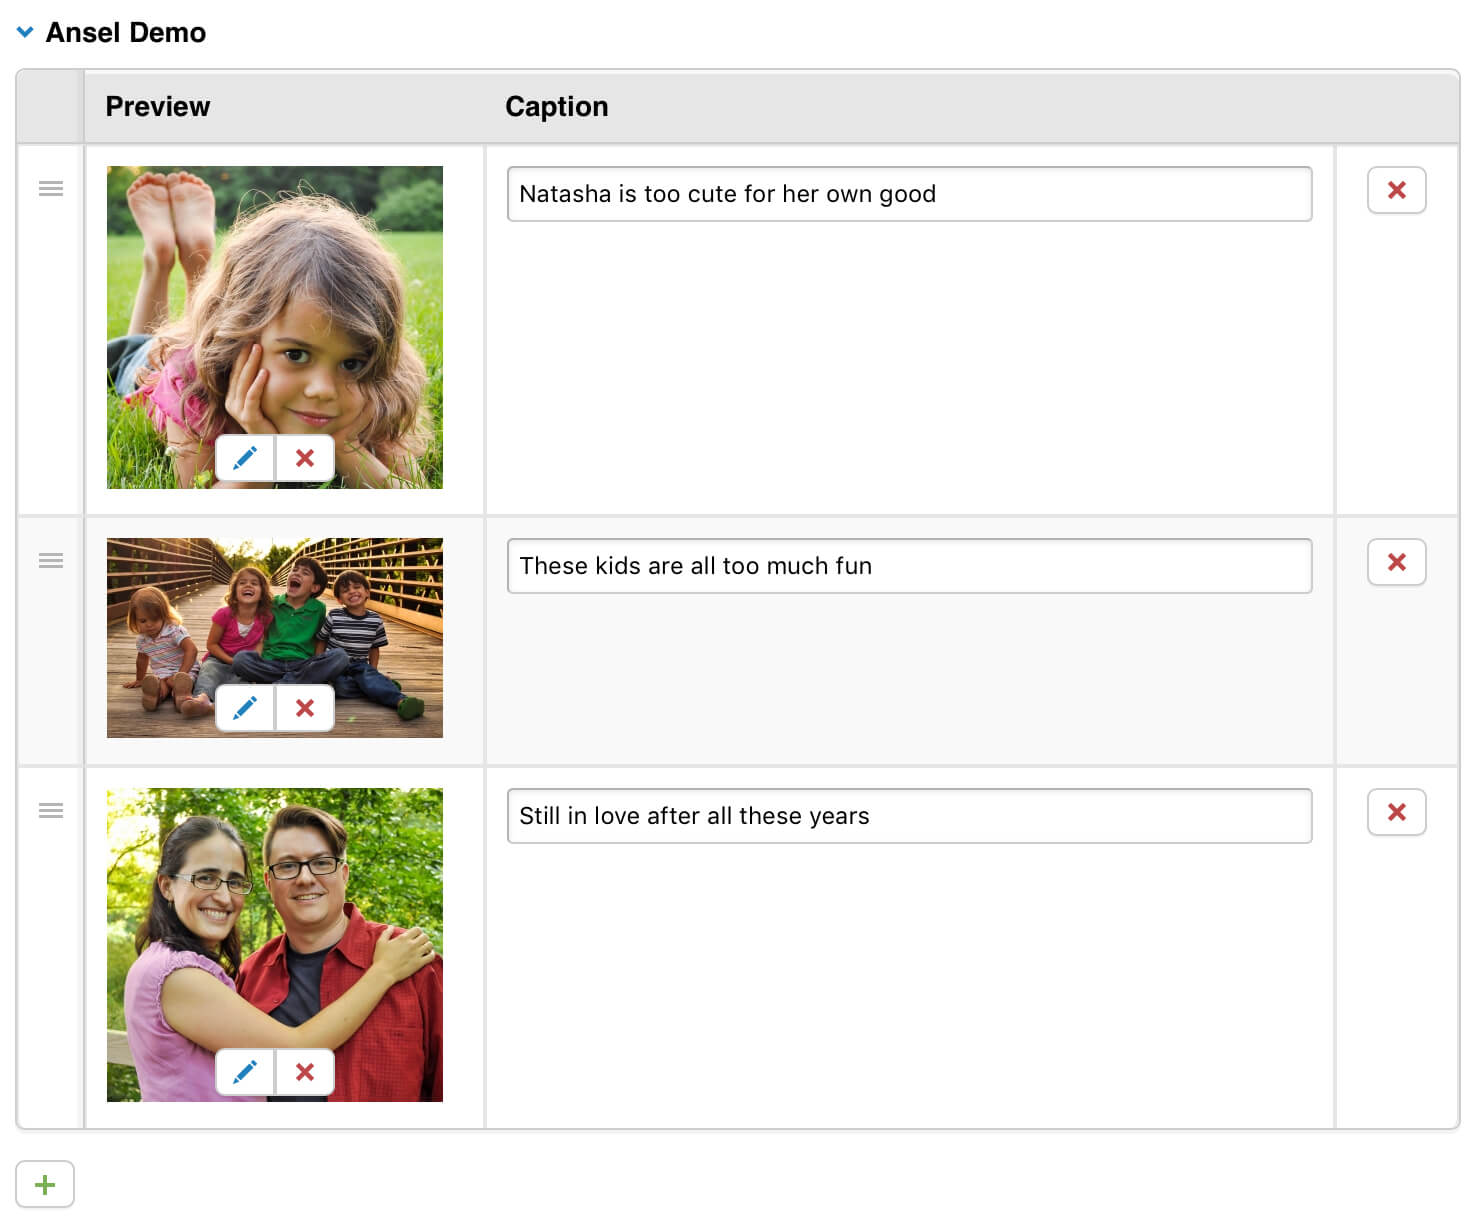 Ansel Demo
Preview Caption
Natasha is too cute for her own good
These kids are all too much fun
Still in love after all these years